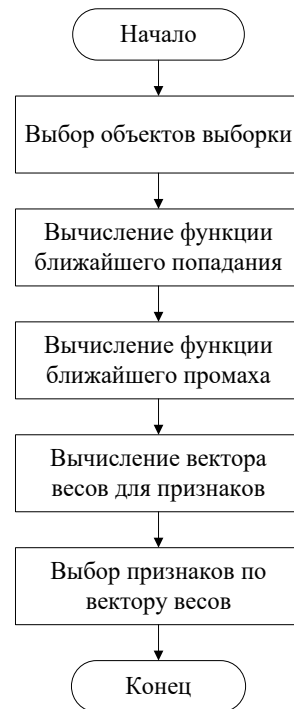 Начало
Выбор объектов выборки
Вычисление функции
ближайшего попадания
Вычисление функции
ближайшего промаха
Вычисление вектора
весов для признаков
Выбор признаков по
вектору весов
Конец